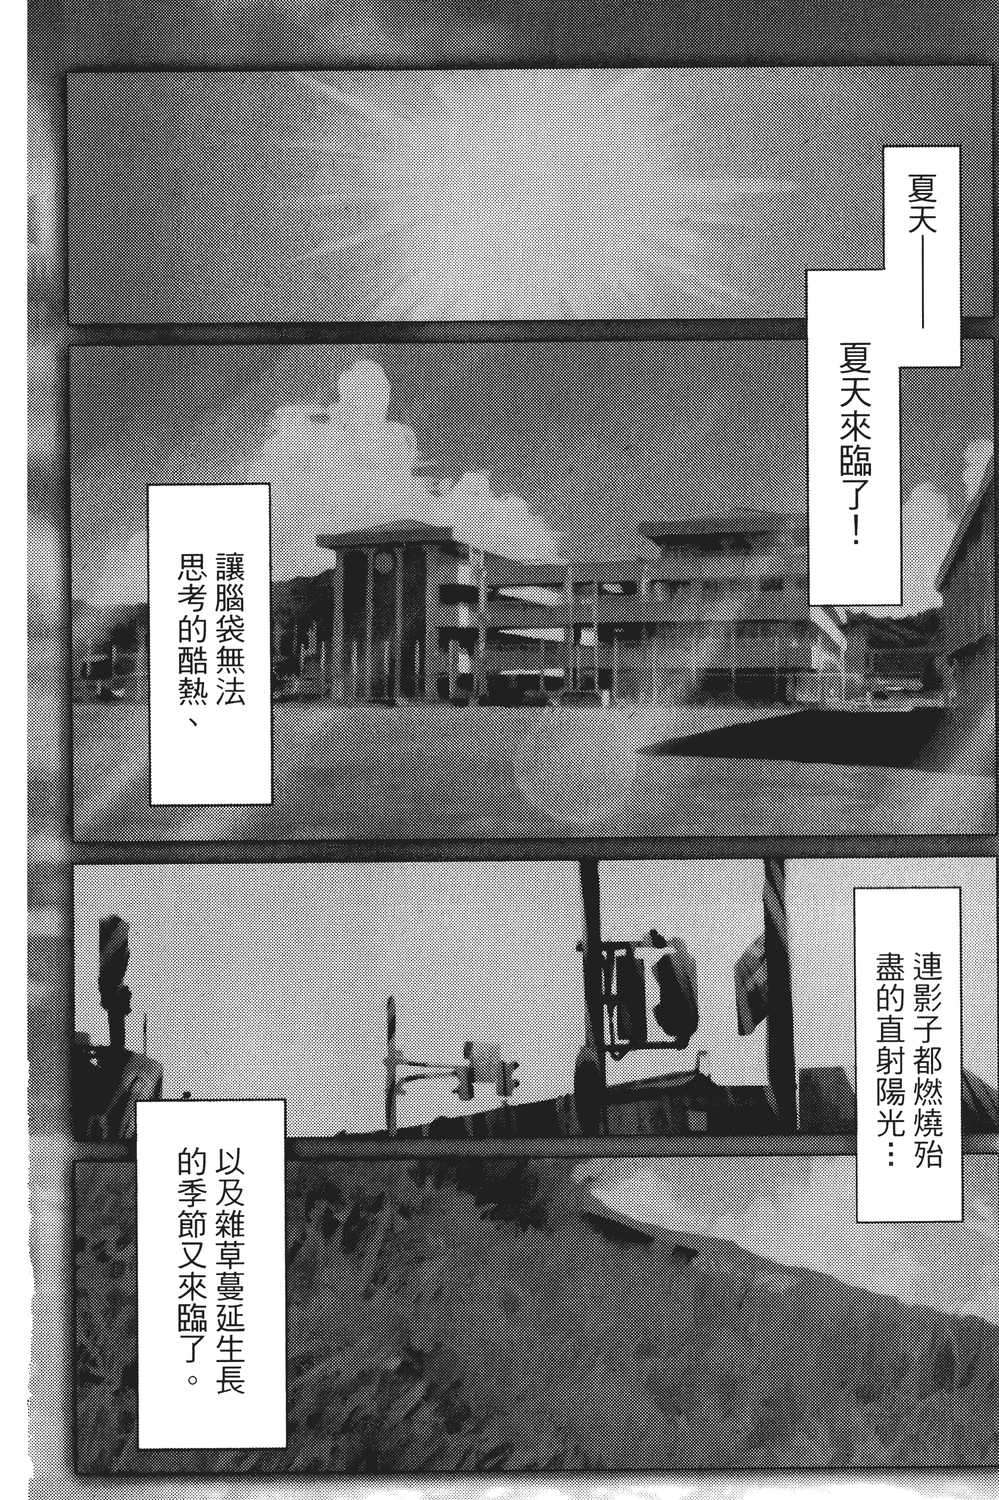 夏天——
夏天來臨了！
讓腦袋無法
思考的酷熱、
連影子都燃燒殆
盡的直射陽光…
以及雜草蔓延生長
的季節又來臨了。